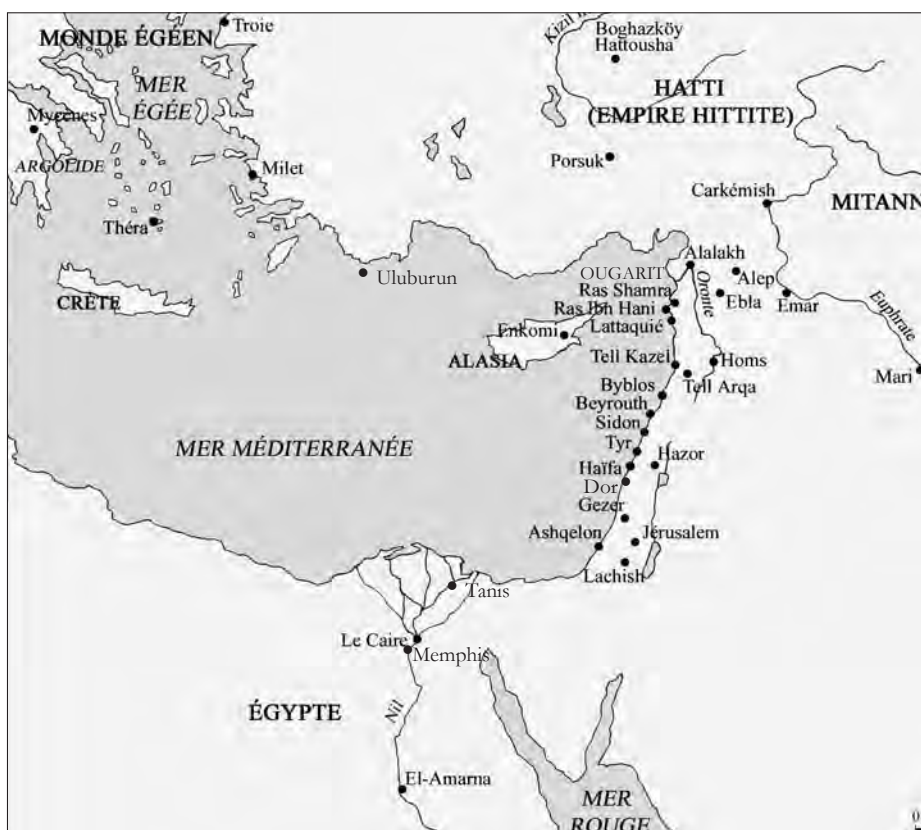 MONDE ÉGÉEN
Troie
MER
ÉGÉE
Mycènes
ARGOLIDE
Milet
Théra
CRÈTE
Uluburun
Kizil
Boghazköy
Hattousha
HATTI
(EMPIRE HITTITE)
Porsuk
Carkémish
MITANN
Alalakh
OUGARIT
Alep
Ras Shamra
Oronte
Ebla
Emar
Ras Ibn Hani
Lattaquié
Euphrate
Enkomi
ALASIA
Tell Kazel
Homs
Tell Arqa
Mari
Byblos
Beyrouth
Sidon
MER MÉDITERRANÉE
Tyr
Haïfa
Hazor
Dor
Gezer
Ashqelon
Jérusalem
Lachish
Tanis
Le Caire
Memphis
ÉGYPTE
Nil
El-Amarna
MER
ROUGE
0